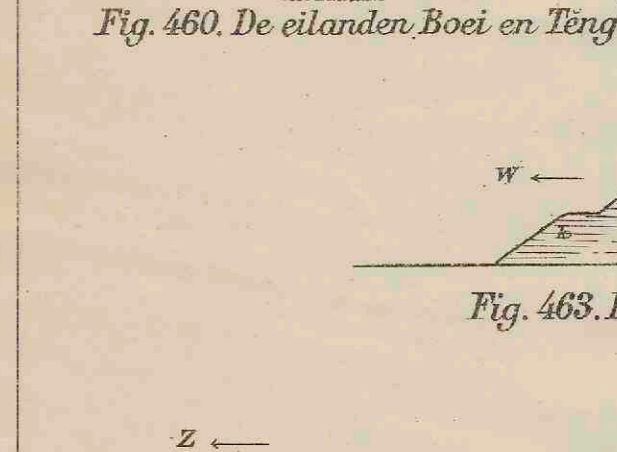 Fig. 460. De eilanden Boei en Tĕng
W ←
k
Fig. 463.
Z ←